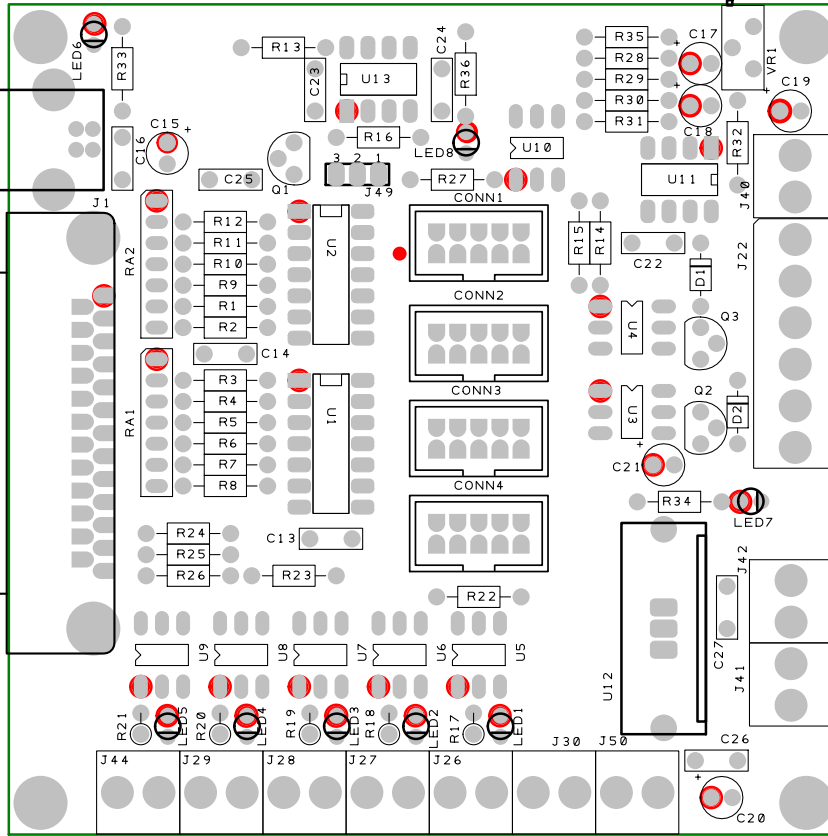 LED6
R33
R13
C23
U13
C24
R36
R35
R28
R29
R30
R31
C17
VR1
C19
C18
R32
C15
+
C16
R16
LED8
U10
C25
Q1
3 2 1
J49
R27
U11
J40
J1
CONN1
RA2
R12
R11
R10
R9
R1
R2
U2
R15
R14
C22
D1
J22
CONN2
U4
Q3
C14
RA1
R3
R4
R5
R6
R7
R8
U1
CONN3
U3
Q2
D2
+
C21
CONN4
R34
LED7
R24
R25
R26
C13
R23
R22
J42
C27
U12
J41
U9
U8
U7
U6
U5
R21
LED5
R20
LED4
R19
LED3
R18
LED2
R17
LED1
J44
J29
J28
J27
J26
J30
J50
C26
+
C20